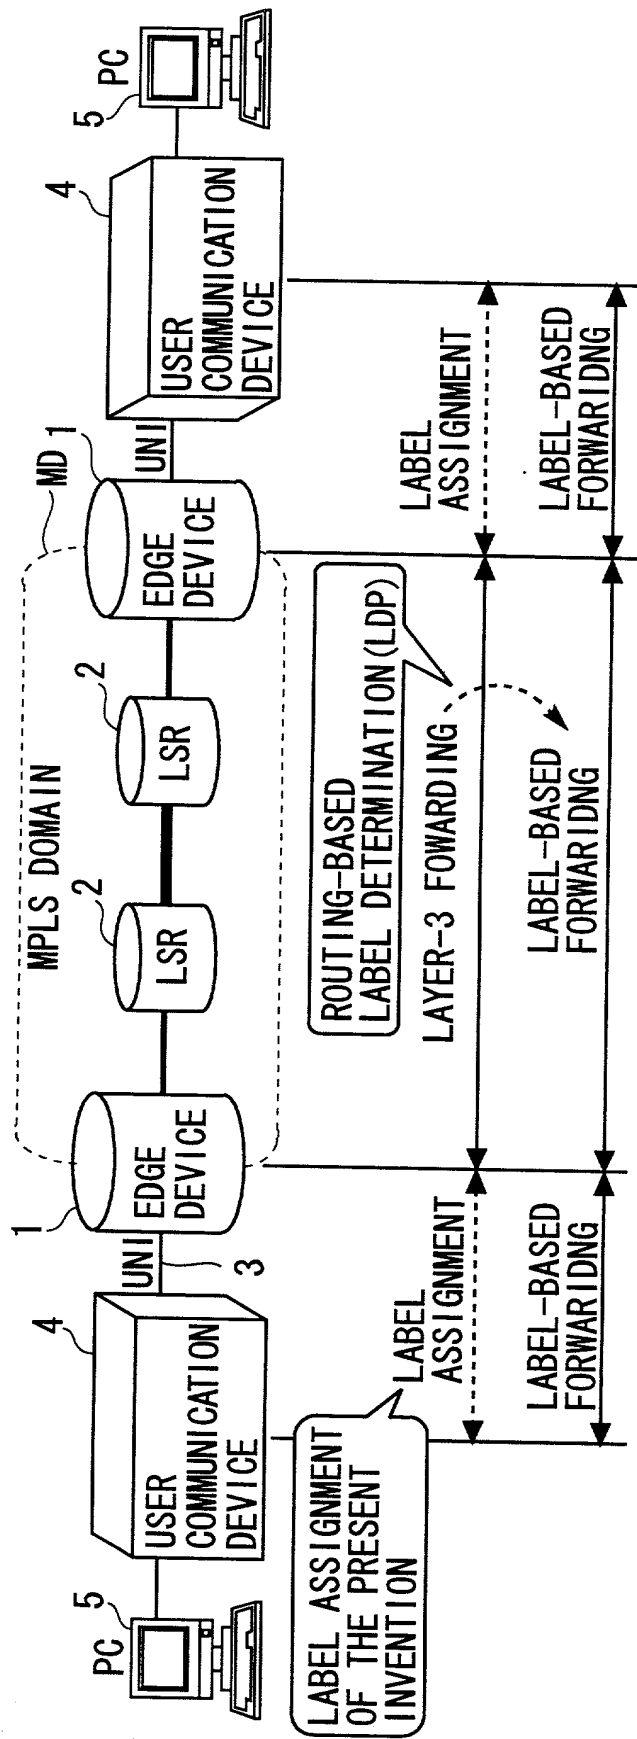 MPLS DOMAIN
MD
5
PC
4
USER
COMMUNICATION
DEVICE
UNI
3
1
EDGE
DEVICE
2
LSR
2
LSR
1
EDGE
DEVICE
UNI
4
USER
COMMUNICATION
DEVICE
5
PC
LABEL ASSIGNMENT
OF THE PRESENT
INVENTION
LABEL
ASSIGNMENT
ROUTING-BASED
LABEL DETERMINATION(LDP)
LAYER-3 FOWARDING
LABEL
ASSIGNMENT
LABEL-BASED
FORWARIDNG
LABEL-BASED
FORWARIDNG
LABEL-BASED
FORWARIDNG